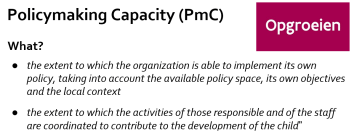 Policymaking Capacity (PmC)
Opgroeien
What?
● the extent to which the organization is able to implement its own
policy, taking into account the available policy space, its own objectives
and the local context
● the extent to which the activities of those responsible and of the staff
are coordinated to contribute to the development of the child"